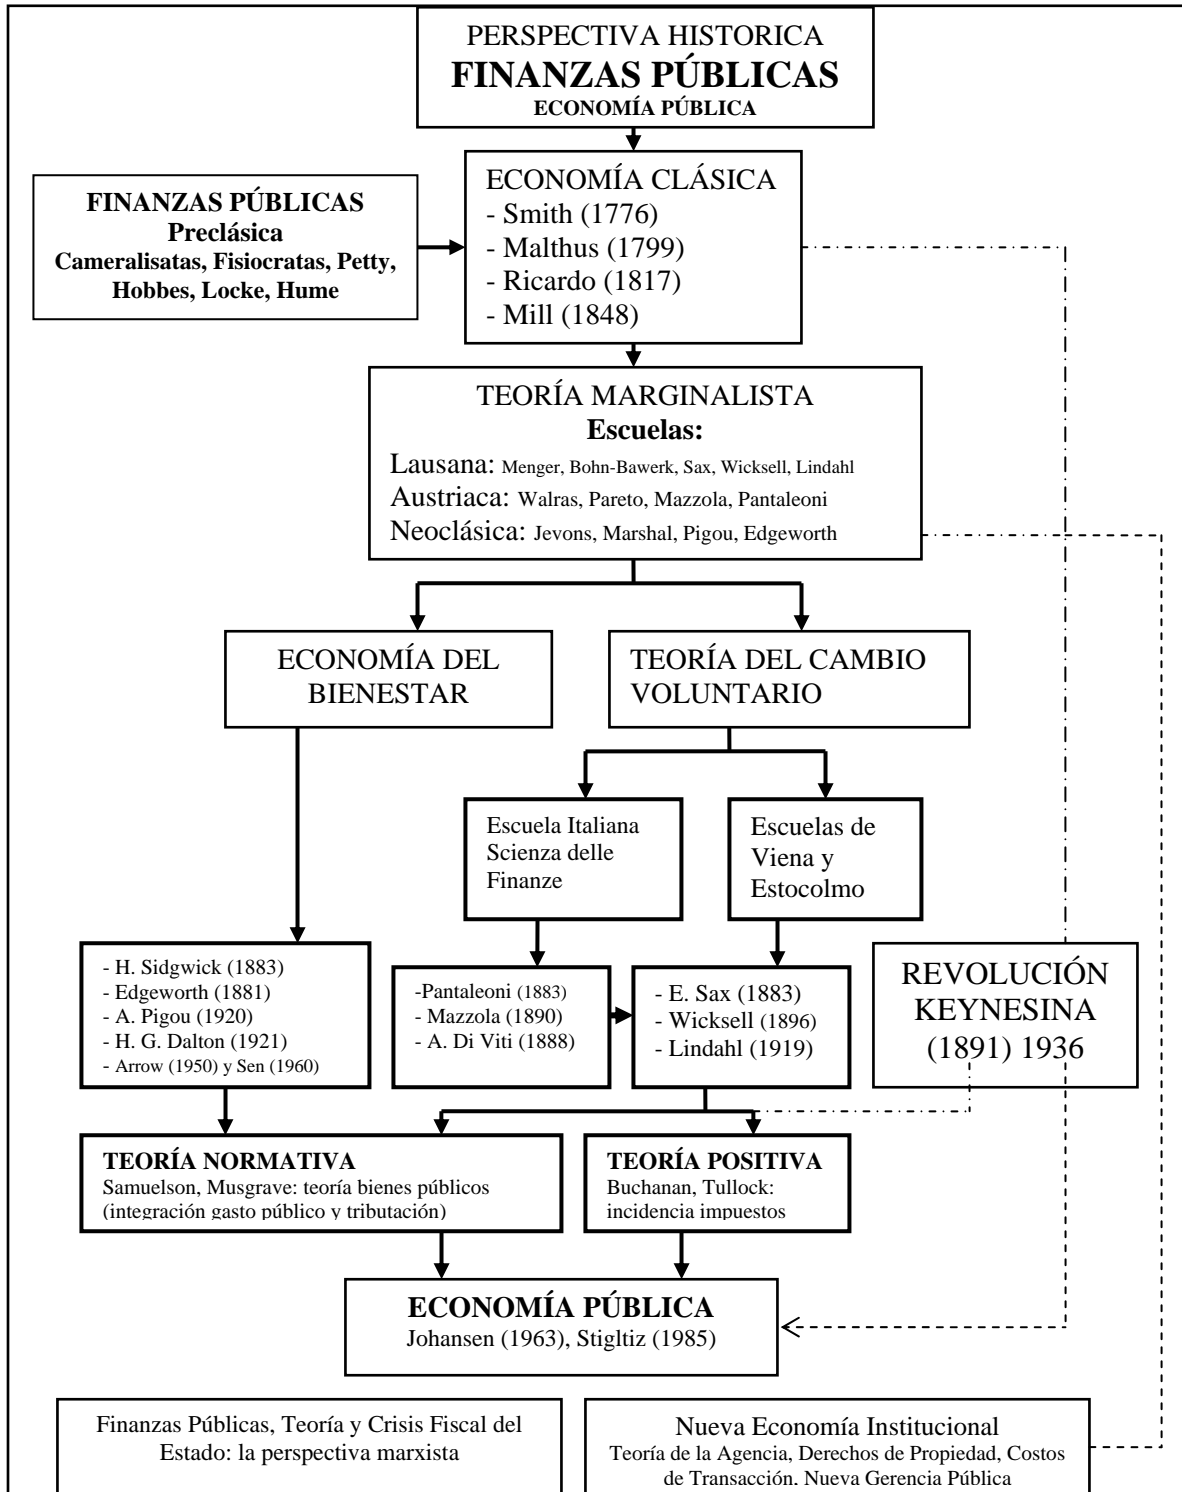 PERSPECTIVA HISTORICA
FINANZAS PÚBLICAS
ECONOMÍA PÚBLICA
FINANZAS PÚBLICAS
Preclásica
Cameralisatas, Fisiocratas, Petty,
Hobbes, Locke, Hume
ECONOMÍA CLÁSICA
- Smith (1776)
- Malthus (1799)
- Ricardo (1817)
- Mill (1848)
TEORÍA MARGINALISTA
Escuelas:
Lausana: Menger, Bohn-Bawerk, Sax, Wicksell, Lindahl
Austriaca: Walras, Pareto, Mazzola, Pantaleoni
Neoclásica: Jevons, Marshal, Pigou, Edgeworth
ECONOMÍA DEL
BIENESTAR
TEORÍA DEL CAMBIO
VOLUNTARIO
Escuela Italiana
Scienza delle
Finanze
Escuelas de
Viena y
Estocolmo
- H. Sidgwick (1883)
- Edgeworth (1881)
- A. Pigou (1920)
- H. G. Dalton (1921)
- Arrow (1950) y Sen (1960)
-Pantaleoni (1883)
- Mazzola (1890)
- A. Di Viti (1888)
- E. Sax (1883)
- Wicksell (1896)
- Lindahl (1919)
REVOLUCIÓN
KEYNESINA
(1891) 1936
TEORÍA NORMATIVA
Samuelson, Musgrave: teoría bienes públicos
(integración gasto público y tributación)
TEORÍA POSITIVA
Buchanan, Tullock:
incidencia impuestos
ECONOMÍA PÚBLICA
Johansen (1963), Stigltiz (1985)
Finanzas Públicas, Teoría y Crisis Fiscal del
Estado: la perspectiva marxista
Nueva Economía Institucional
Teoría de la Agencia, Derechos de Propiedad, Costos
de Transacción, Nueva Gerencia Pública